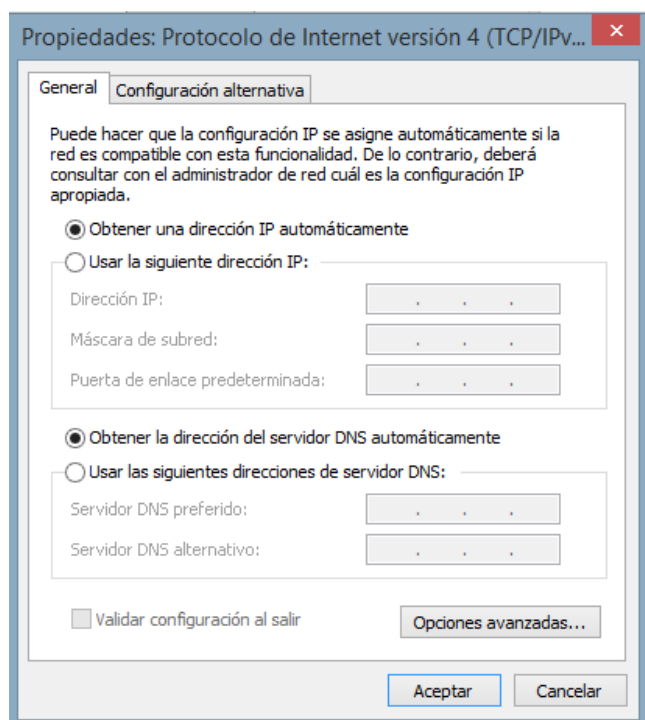 Propiedades: Protocolo de Internet versión 4 (TCP/IPv...
General
Configuración alternativa
Puede hacer que la configuración IP se asigne automáticamente si la
red es compatible con esta funcionalidad. De lo contrario, deberá
consultar con el administrador de red cuál es la configuración IP
apropiada.
Obtener una dirección IP automáticamente
Usar la siguiente dirección IP:
Dirección IP:
Máscara de subred:
Puerta de enlace predeterminada:
Obtener la dirección del servidor DNS automáticamente
Usar las siguientes direcciones de servidor DNS:
Servidor DNS preferido:
Servidor DNS alternativo:
Validar configuración al salir
Opciones avanzadas...
Aceptar
Cancelar